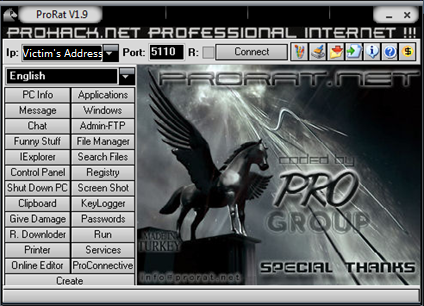 ProRat V1.9
PROHACK.NET PROFESSIONAL INTERNET !!!
Ip: Victim's Address Port: 5110 R: Connect
English
PRORAT.NET
PC Info Applications
Message Windows
Chat Admin-FTP
Funny Stuff File Manager
IExplorer Search Files
Control Panel Registry
Shut Down PC Screen Shot
Clipboard KeyLogger
Give Damage Passwords
R. Downloder Run
Printer Services
Online Editor ProConnective
Create
coded by
PRO
GROUP
MADE IN
TURKEY
SPECIAL THANKS
info@prorat.net